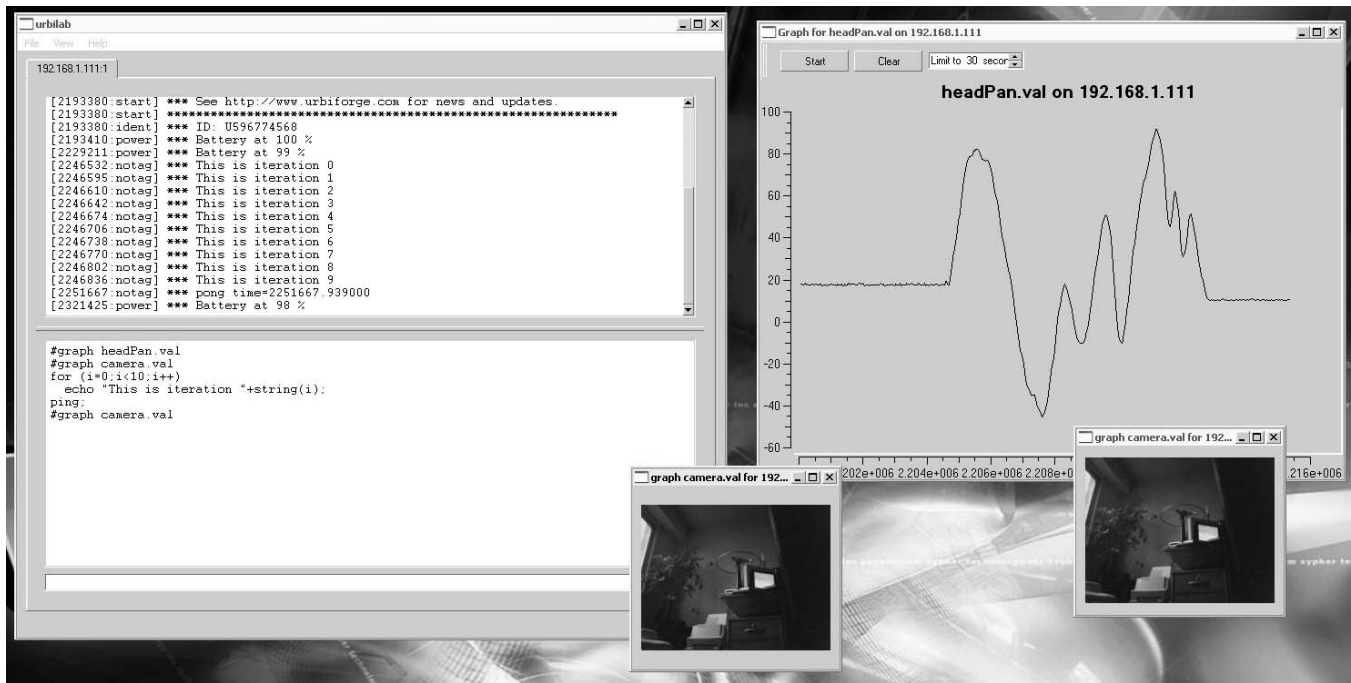 urbilab
File View Help
192.168.1.111:1
[2193380:start] *** See http://www.urbiforge.com for news and updates.
[2193380:start] *************************************************************
[2193380:ident] *** ID: U596774568
[2193410:power] *** Battery at 100 %
[2229211:power] *** Battery at 99 %
[2246532:notag] *** This is iteration 0
[2246595:notag] *** This is iteration 1
[2246610:notag] *** This is iteration 2
[2246642:notag] *** This is iteration 3
[2246674:notag] *** This is iteration 4
[2246706:notag] *** This is iteration 5
[2246738:notag] *** This is iteration 6
[2246770:notag] *** This is iteration 7
[2246802:notag] *** This is iteration 8
[2246836:notag] *** This is iteration 9
[2251667:notag] *** pong time=2251667.939000
[2321425:power] *** Battery at 98 %
#graph headPan.val
#graph camera.val
for (i=0;i<10;i++)
echo "This is iteration "+string(i);
ping;
#graph camera.val
Graph for headPan.val on 192.168.1.111
Start Clear Limit to 30 secon
headPan.val on 192.168.1.111
100
80
60
40
20
0
-20
-40
-60
202e+006 2.204e+006 2.206e+006 2.208e+0 .216e+006
graph camera.val for 192...
graph camera.val for 192...